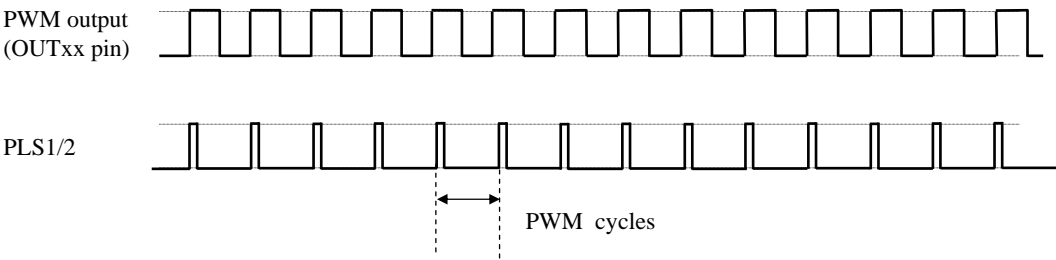 PWM output
(OUTxx pin)
PLS1/2
PWM cycles